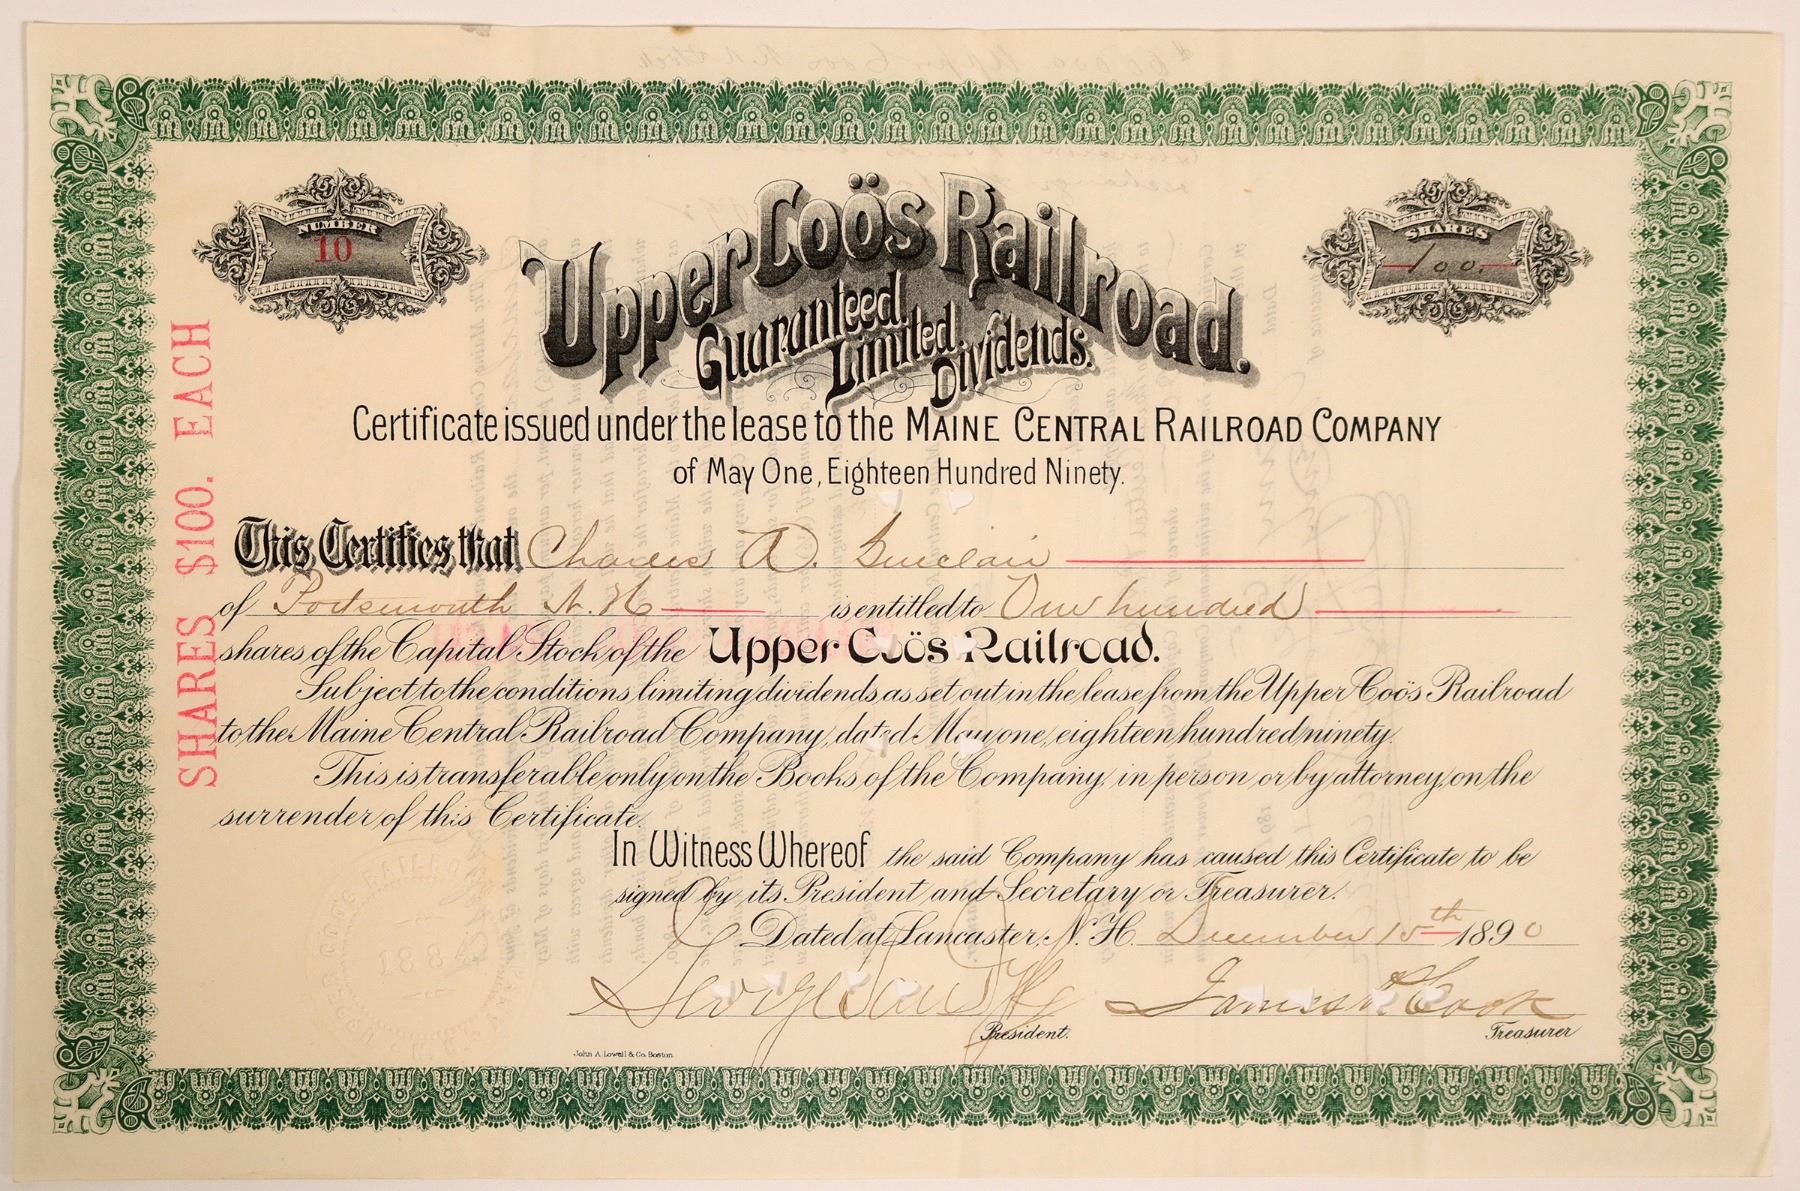 NUMBER
10
SHARES
100.
Upper Coös Railroad.
Guaranteed.
Limited.
Dividends.
Certificate issued under the lease to the MAINE CENTRAL RAILROAD COMPANY
of May One, Eighteen Hundred Ninety.
SHARES $100. EACH
This Certifies that Charles A. Sinclair
of Portsmouth N. H. is entitled to One hundred
shares of the Capital Stock of the Upper Coös Railroad.
Subject to the conditions limiting dividends as set out in the lease from the Upper Coös Railroad
to the Maine Central Railroad Company, dated May one, eighteen hundred ninety.
This is transferable only on the Books of the Company, in person or by attorney, on the
surrender of this Certificate.
In Witness Whereof the said Company has caused this Certificate to be
signed by its President and Secretary or Treasurer.
Dated at Lancaster, N. H. December 15th 1890
George
James Cook
President.
Treasurer
John A. Lowell & Co. Boston
1884